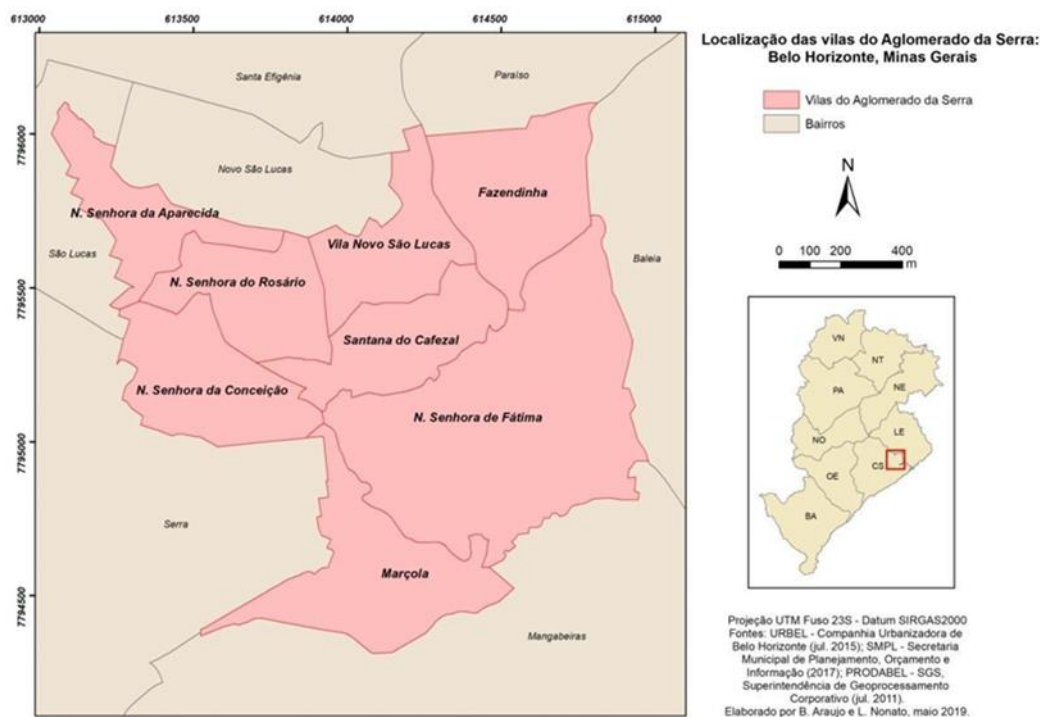 613000
613500
614000
614500
615000
7796000
7795500
7795000
7794500
Santa Efigênia
Paraíso
Novo São Lucas
Fazendinha
N. Senhora da Aparecida
Vila Novo São Lucas
São Lucas
Baleia
N. Senhora do Rosário
Santana do Cafezal
N. Senhora da Conceição
N. Senhora de Fátima
Serra
Marçola
Mangabeiras
Localização das vilas do Aglomerado da Serra:
Belo Horizonte, Minas Gerais
Vilas do Aglomerado da Serra
Bairros
N
0 100 200 400
m
VN
NT
PA
NE
NO
LE
CS
OE
BA
Projeção UTM Fuso 23S - Datum SIRGAS2000
Fontes: URBEL - Companhia Urbanizadora de
Belo Horizonte (jul. 2015); SMPL - Secretaria
Municipal de Planejamento, Orçamento e
Informação (2017); PRODABEL - SGS,
Superintendência de Geoprocessamento
Corporativo (jul. 2011).
Elaborado por B. Araujo e L. Nonato, maio 2019.